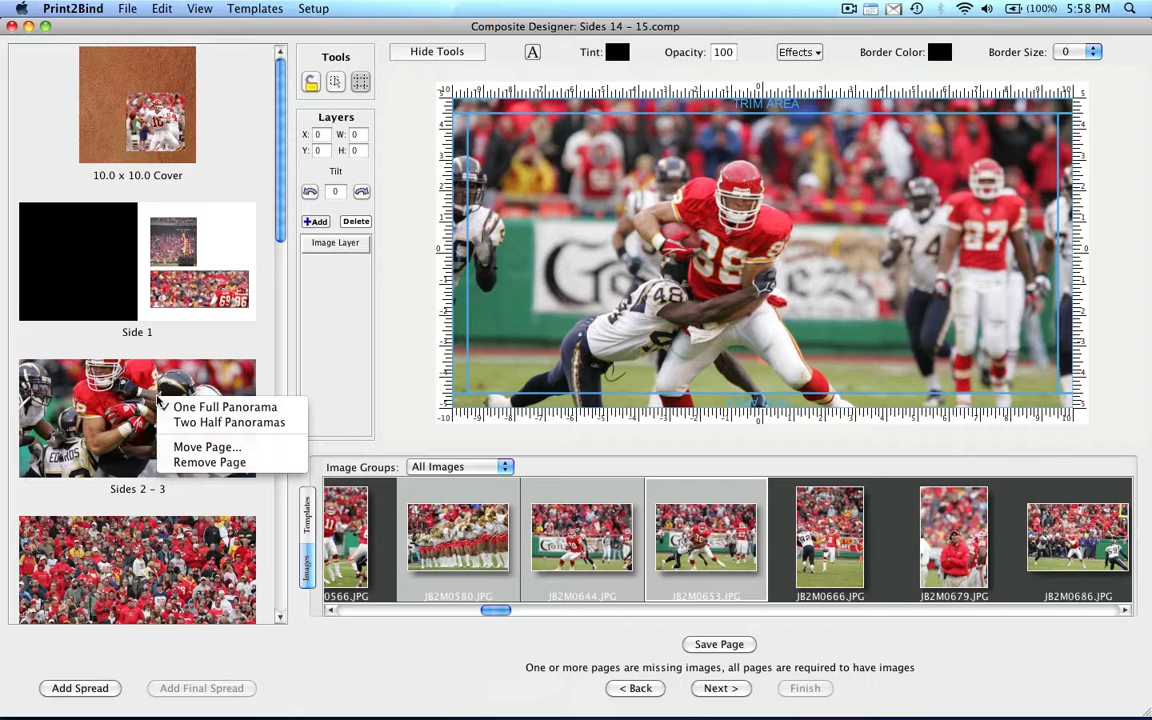 Print2Bind File Edit View Templates Setup (100%) 5:58 PM
Composite Designer: Sides 14 - 15.comp
Tools
Hide Tools A Tint: Opacity: 100 Effects Border Color: Border Size: 0
10.0 x 10.0 Cover
Layers
X: 0 W: 0
Y: 0 H: 0
Tilt
0
+Add Delete
Image Layer
Side 1
One Full Panorama
Two Half Panoramas
Move Page...
Remove Page
Sides 2 - 3
TRIM AREA
88
48
74
87
Image Groups: All Images
Templates
Images
0566.JPG JB2M0580.JPG JB2M0644.JPG JB2M0653.JPG JB2M0666.JPG JB2M0679.JPG JB2M0686.JPG
Save Page
One or more pages are missing images, all pages are required to have images
Add Spread Add Final Spread < Back Next > Finish